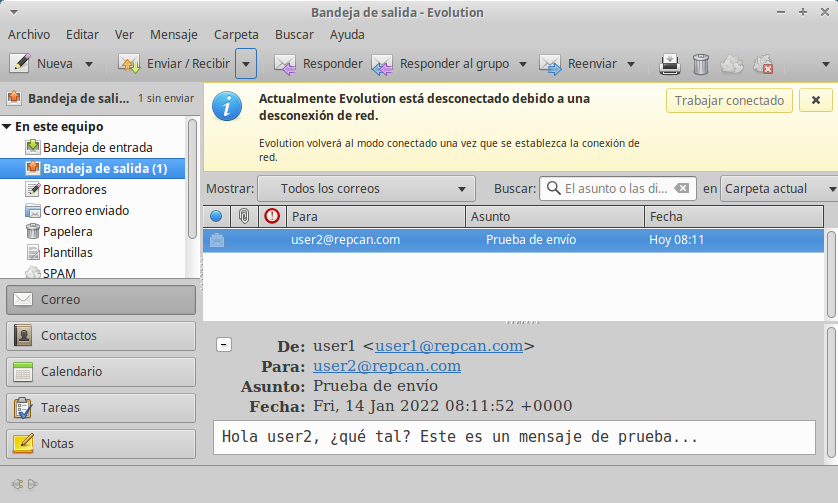 Bandeja de salida - Evolution
Archivo Editar Ver Mensaje Carpeta Buscar Ayuda
Nueva Enviar / Recibir Responder Responder al grupo Reenviar
Bandeja de sali... 1 sin enviar
Actualmente Evolution está desconectado debido a una
desconexión de red.
Trabajar conectado
Evolution volverá al modo conectado una vez que se establezca la conexión de
red.
En este equipo
Bandeja de entrada
Bandeja de salida (1)
Borradores
Correo enviado
Papelera
Plantillas
SPAM
Correo
Contactos
Calendario
Tareas
Notas
Mostrar: Todos los correos Buscar: El asunto o las di... en Carpeta actual
Para Asunto Fecha
user2@repcan.com Prueba de envío Hoy 08:11
De: user1 <user1@repcan.com>
Para: user2@repcan.com
Asunto: Prueba de envío
Fecha: Fri, 14 Jan 2022 08:11:52 +0000
Hola user2, ¿qué tal? Este es un mensaje de prueba...